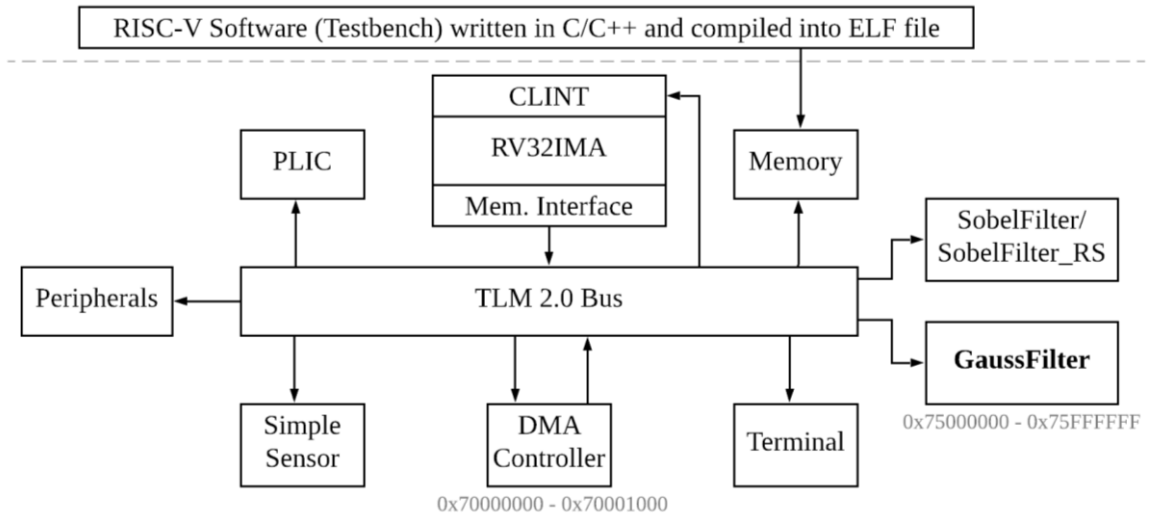 RISC-V Software (Testbench) written in C/C++ and compiled into ELF file
CLINT
PLIC
RV32IMA
Memory
Mem. Interface
SobelFilter/
SobelFilter_RS
Peripherals
TLM 2.0 Bus
GaussFilter
0x75000000 - 0x75FFFFFF
Simple
Sensor
DMA
Controller
Terminal
0x70000000 - 0x70001000